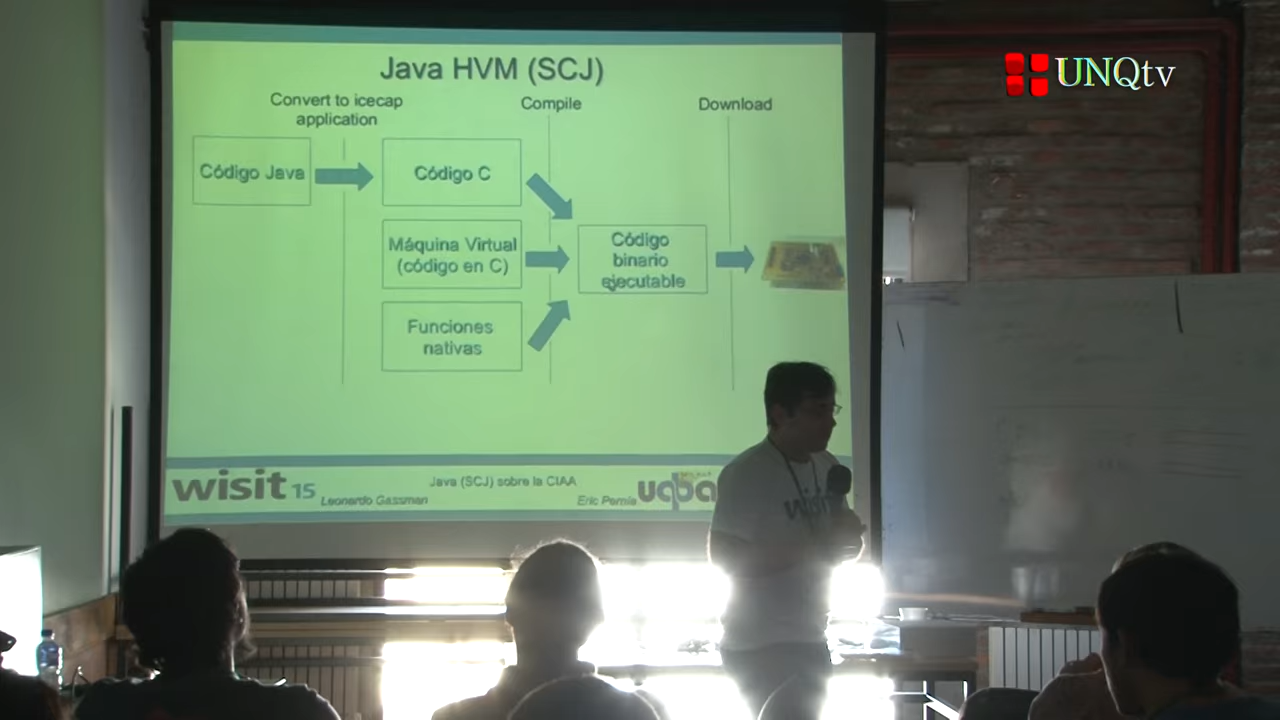 UNQtv
Java HVM (SCJ)
Convert to icecap
application
Compile
Download
Código Java
Código C
Máquina Virtual
(código en C)
Funciones
nativas
Código
binario
ejecutable
wisit 15
Leonardo Gassman
Java (SCJ) sobre la CIAA
Eric Pernia
uqba